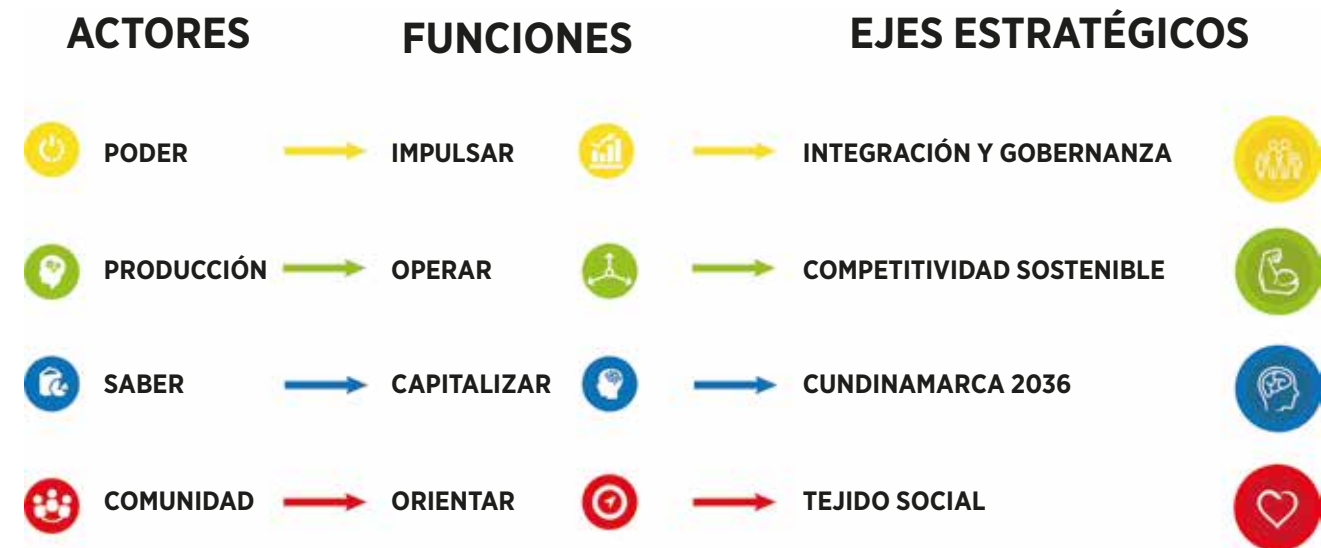 ACTORES FUNCIONES EJES ESTRATÉGICOS
PODER IMPULSAR INTEGRACIÓN Y GOBERNANZA
PRODUCCIÓN OPERAR COMPETITIVIDAD SOSTENIBLE
SABER CAPITALIZAR CUNDINAMARCA 2036
COMUNIDAD ORIENTAR TEJIDO SOCIAL